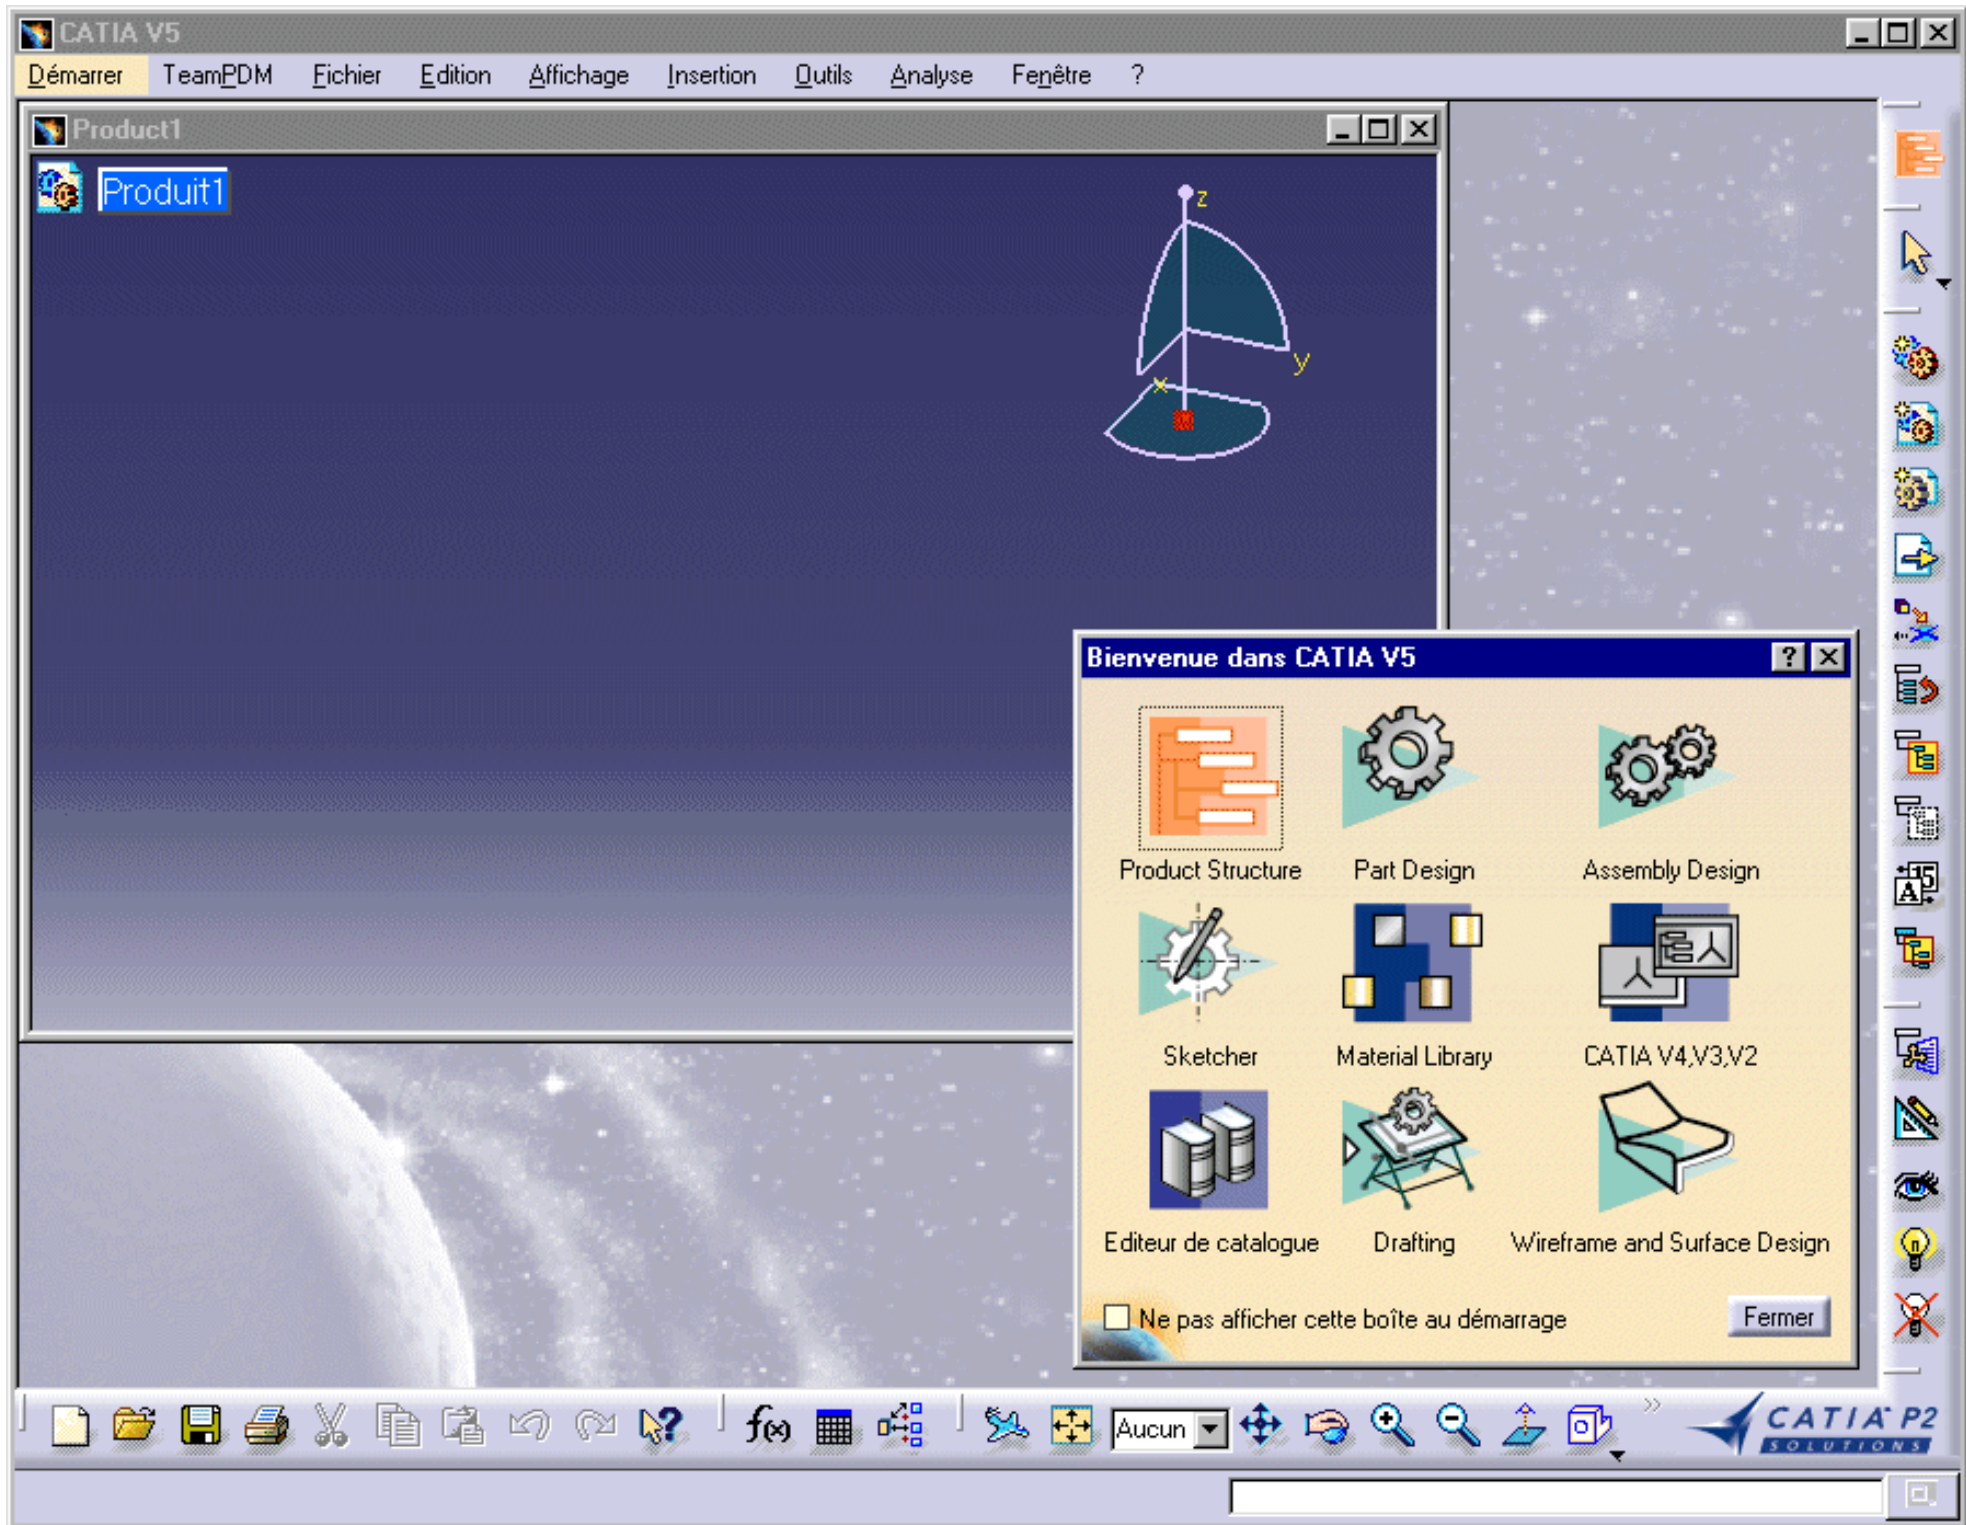 CATIA V5
Démarrer TeamPDM Fichier Edition Affichage Insertion Outils Analyse Fenêtre ?
Product1
Produit1
z
y
x
Bienvenue dans CATIA V5
Product Structure Part Design Assembly Design
Sketcher Material Library CATIA V4,V3,V2
Editeur de catalogue Drafting Wireframe and Surface Design
Ne pas afficher cette boîte au démarrage Fermer
f(x) Aucun
CATIA P2
SOLUTIONS